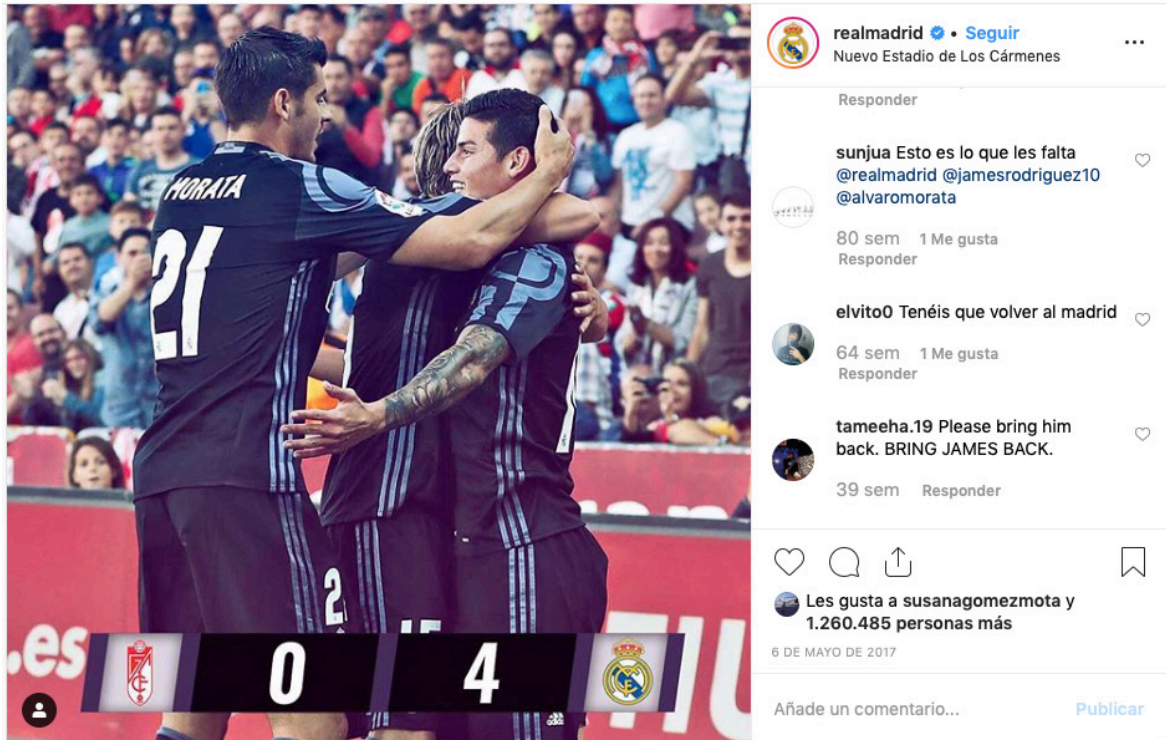 MORATA
21
2
15
.es
0 4
adidas
realmadrid • Seguir
Nuevo Estadio de Los Cármenes
Responder
sunjua Esto es lo que les falta
@realmadrid @jamesrodriguez10
@alvaromorata
80 sem 1 Me gusta
Responder
elvito0 Tenéis que volver al madrid
64 sem 1 Me gusta
Responder
tameeha.19 Please bring him
back. BRING JAMES BACK.
39 sem Responder
Les gusta a susanagomezmota y
1.260.485 personas más
6 DE MAYO DE 2017
Añade un comentario...
Publicar